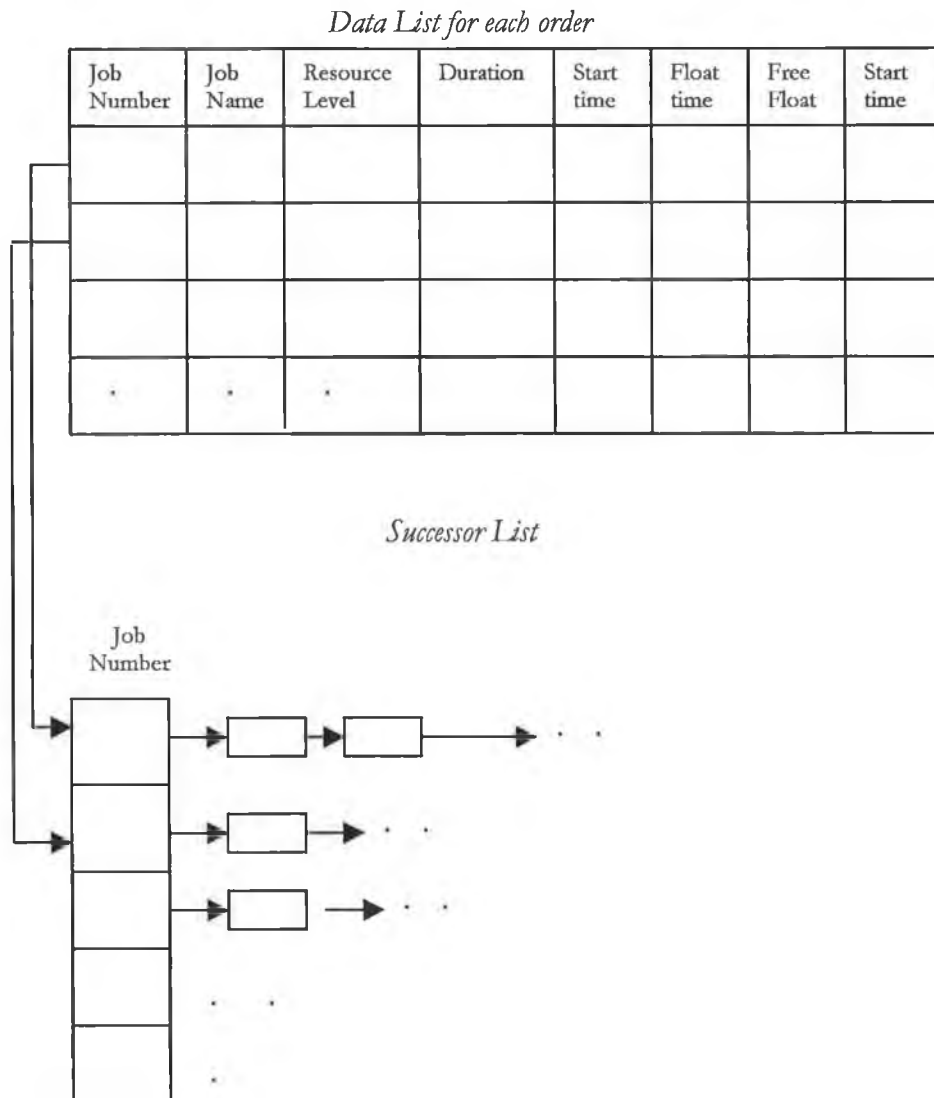 Data List for each order
Job Number Job Name Resource Level Duration Start time Float time Free Float Start time
. . .
Successor List
Job
Number
. .
. .
. .
. .
.